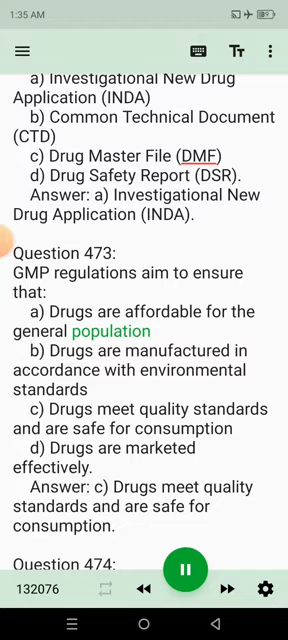 1:35 AM
a) Investigational New Drug
Application (INDA)
b) Common Technical Document
(CTD)
c) Drug Master File (DMF)
d) Drug Safety Report (DSR).
Answer: a) Investigational New
Drug Application (INDA).
Question 473:
GMP regulations aim to ensure
that:
a) Drugs are affordable for the
general population
b) Drugs are manufactured in
accordance with environmental
standards
c) Drugs meet quality standards
and are safe for consumption
d) Drugs are marketed
effectively.
Answer: c) Drugs meet quality
standards and are safe for
consumption.
Question 474:
132076